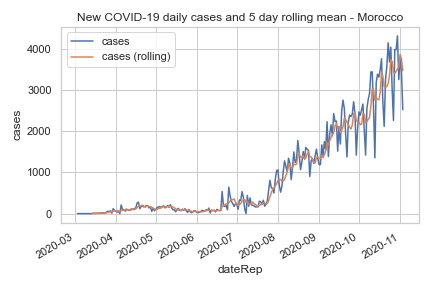 New COVID-19 daily cases and 5 day rolling mean - Morocco
cases
cases (rolling)
cases
4000
3000
2000
1000
0
2020-03
2020-04
2020-05
2020-06
2020-07
2020-08
2020-09
2020-10
2020-11
dateRep